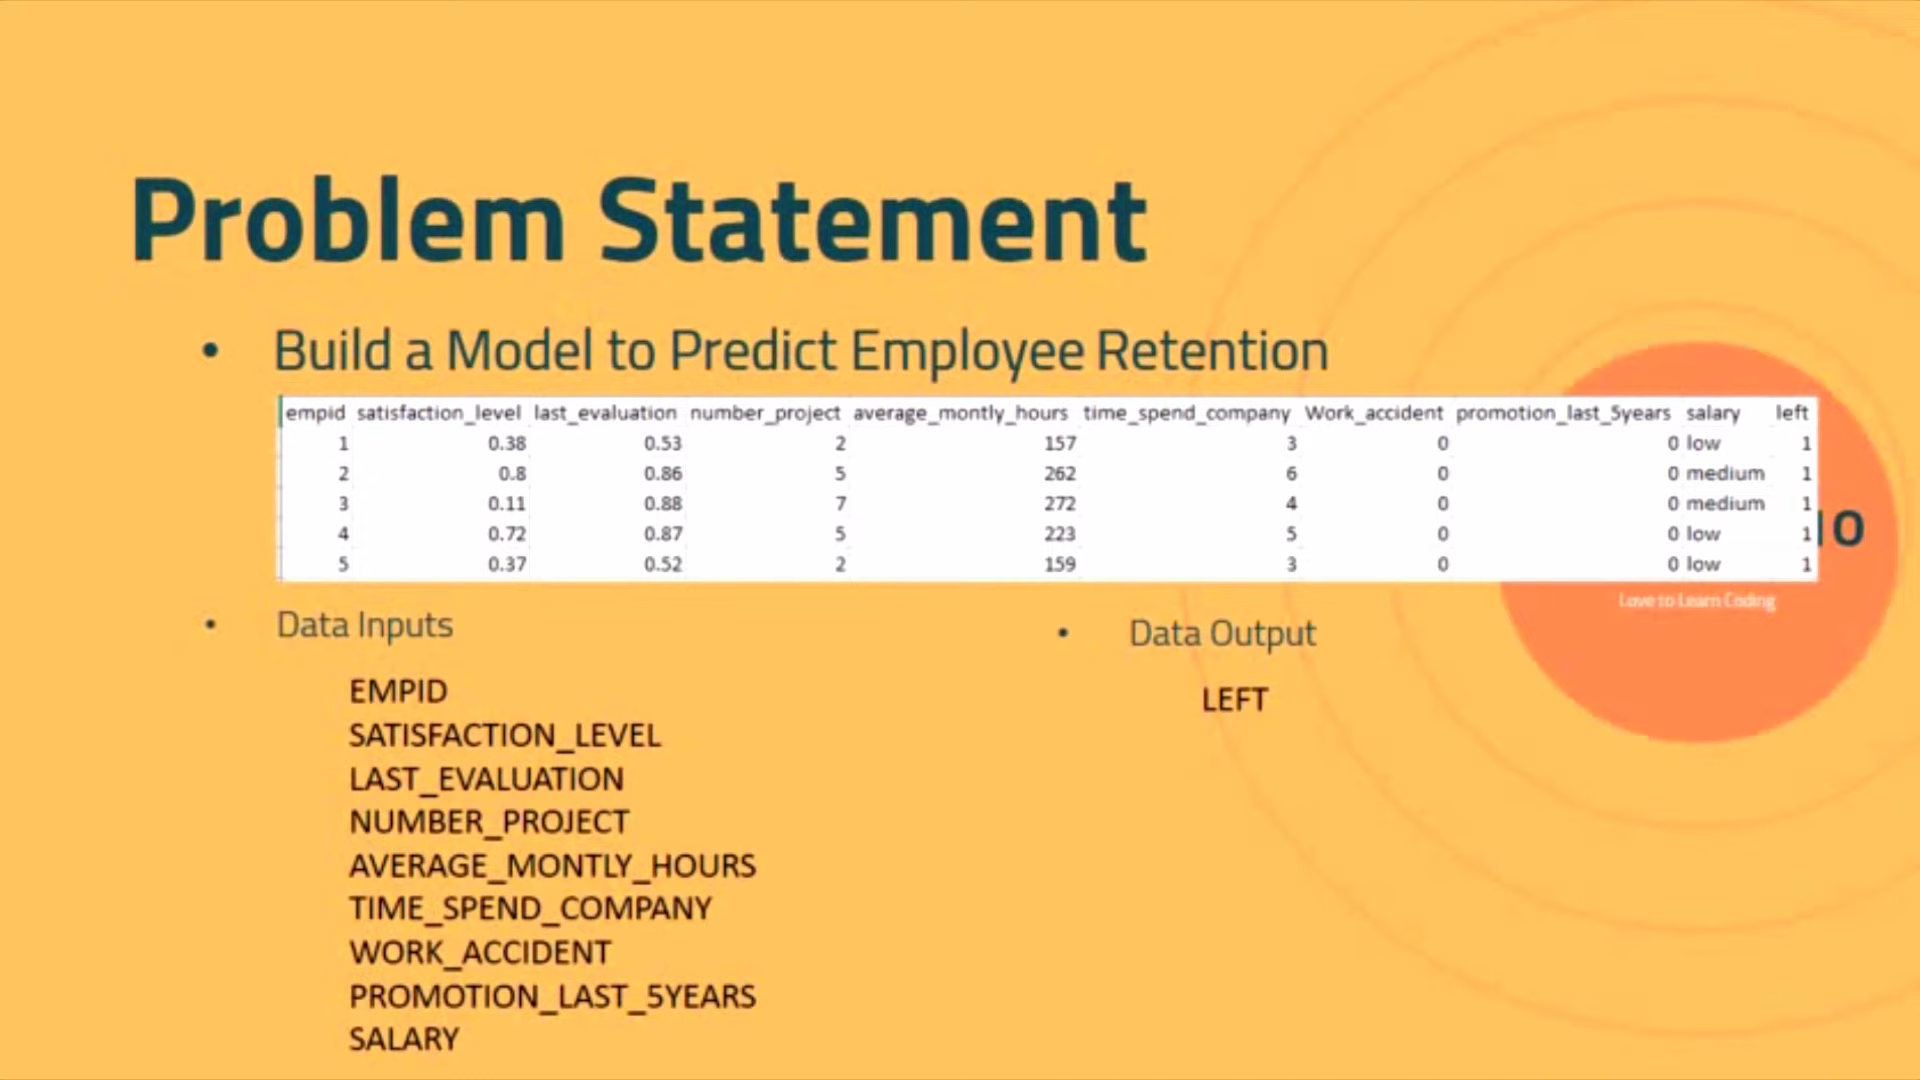 Problem Statement
• Build a Model to Predict Employee Retention
empid satisfaction_level last_evaluation number_project average_montly_hours time_spend_company Work_accident promotion_last_5years salary left
1 0.38 0.53 2 157 3 0 0 low 1
2 0.8 0.86 5 262 6 0 0 medium 1
3 0.11 0.88 7 272 4 0 0 medium 1
4 0.72 0.87 5 223 5 0 0 low 1
5 0.37 0.52 2 159 3 0 0 low 1
Love to Learn Coding
• Data Inputs
EMPID
SATISFACTION_LEVEL
LAST_EVALUATION
NUMBER_PROJECT
AVERAGE_MONTLY_HOURS
TIME_SPEND_COMPANY
WORK_ACCIDENT
PROMOTION_LAST_5YEARS
SALARY
• Data Output
LEFT